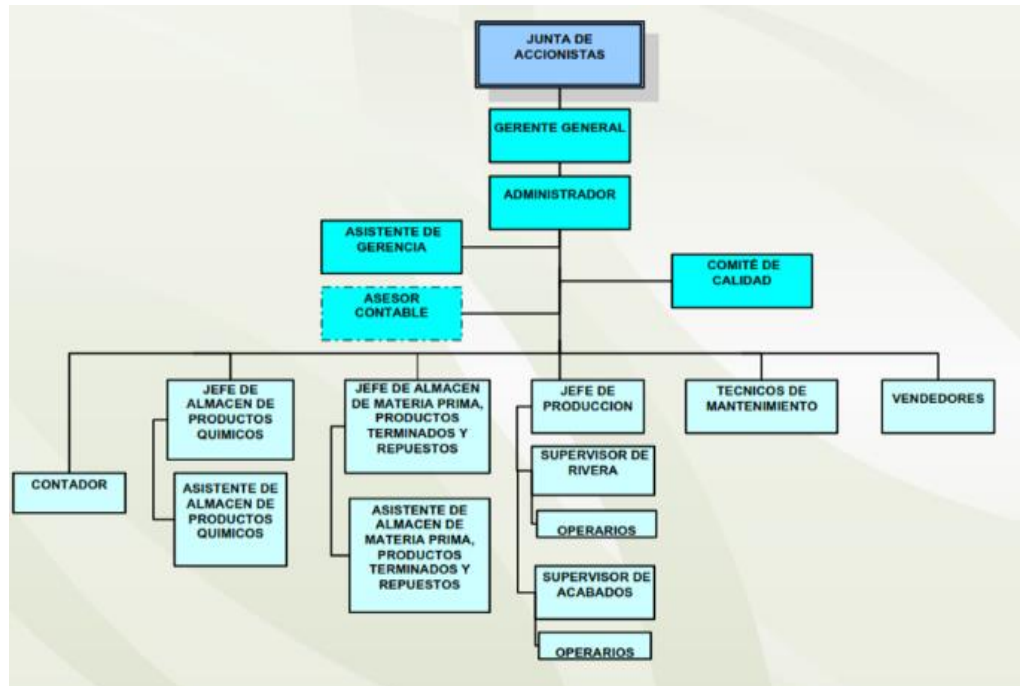 JUNTA DE
ACCIONISTAS
GERENTE GENERAL
ADMINISTRADOR
ASISTENTE DE
GERENCIA
COMITÉ DE
CALIDAD
ASESOR
CONTABLE
JEFE DE
ALMACEN DE
PRODUCTOS
QUIMICOS
JEFE DE ALMACEN
DE MATERIA PRIMA,
PRODUCTOS
TERMINADOS Y
REPUESTOS
JEFE DE
PRODUCCION
TECNICOS DE
MANTENIMIENTO
VENDEDORES
CONTADOR
ASISTENTE DE
ALMACEN DE
PRODUCTOS
QUIMICOS
ASISTENTE DE
ALMACEN DE
MATERIA PRIMA,
PRODUCTOS
TERMINADOS Y
REPUESTOS
SUPERVISOR DE
RIVERA
OPERARIOS
SUPERVISOR DE
ACABADOS
OPERARIOS